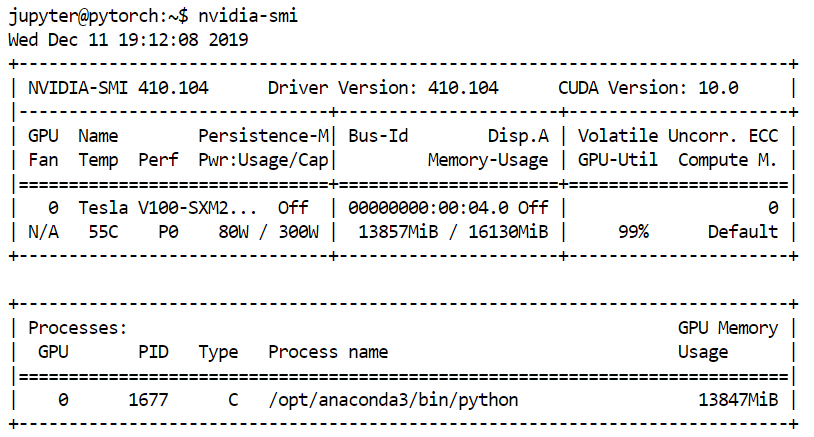 jupyter@pytorch:~$ nvidia-smi
Wed Dec 11 19:12:08 2019
+-----------------------------------------------------------------------------+
| NVIDIA-SMI 410.104      Driver Version: 410.104      CUDA Version: 10.0     |
|-------------------------------+----------------------+----------------------+
| GPU  Name        Persistence-M| Bus-Id        Disp.A | Volatile Uncorr. ECC |
| Fan  Temp  Perf  Pwr:Usage/Cap|         Memory-Usage | GPU-Util  Compute M. |
|===============================+======================+======================|
|   0  Tesla V100-SXM2...  Off  | 00000000:00:04.0 Off |                    0 |
| N/A   55C    P0    80W / 300W |  13857MiB / 16130MiB |     99%      Default |
+-------------------------------+----------------------+----------------------+
+-----------------------------------------------------------------------------+
| Processes:                                                       GPU Memory |
|  GPU       PID   Type   Process name                             Usage      |
|=============================================================================|
|    0      1677      C   /opt/anaconda3/bin/python                  13847MiB |
+-----------------------------------------------------------------------------+